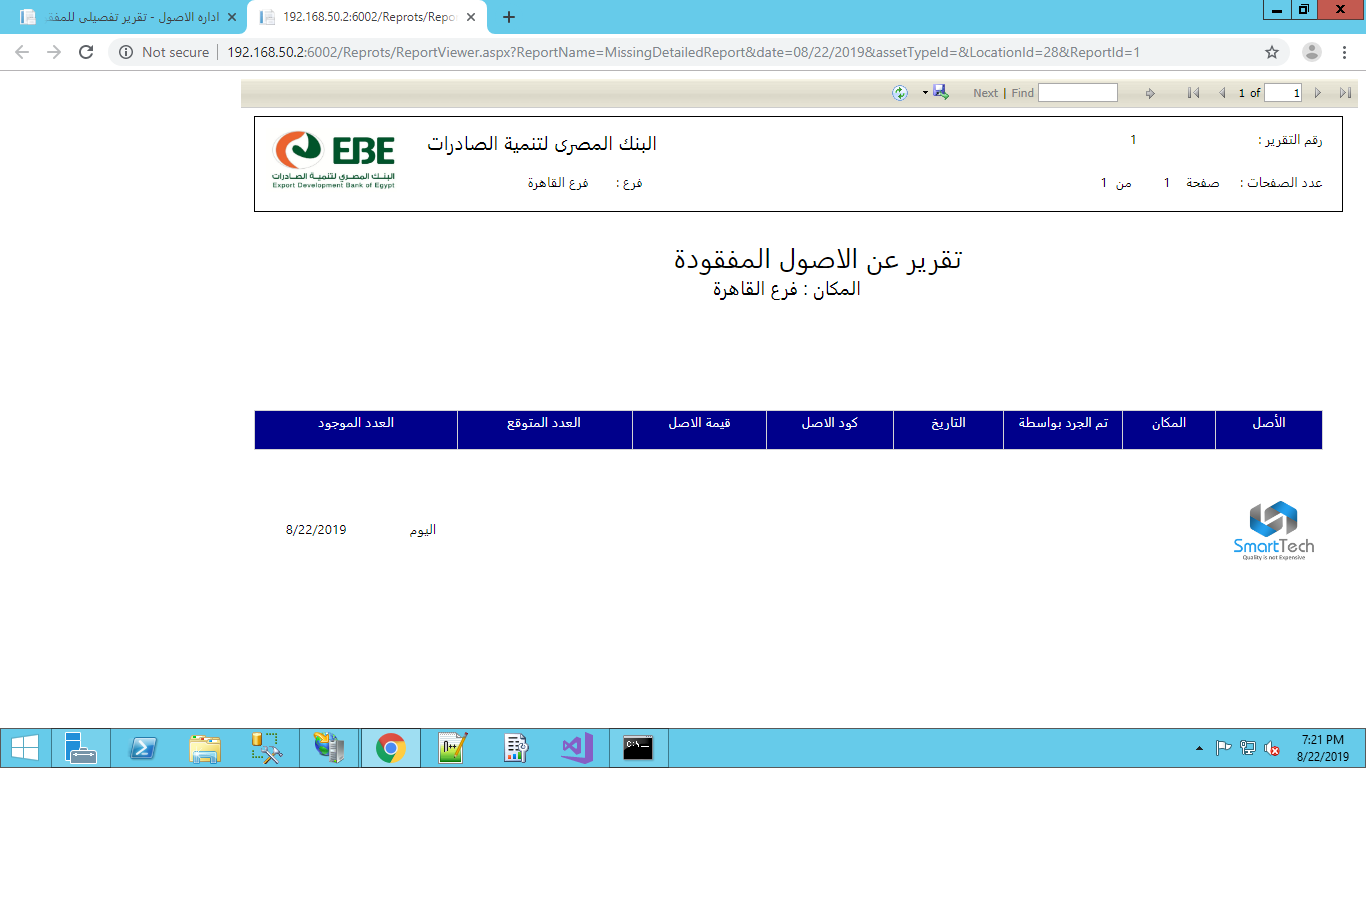 اداره الاصول - تقرير تفصيلى للمفق
192.168.50.2:6002/Reprots/Repo
Not secure
192.168.50.2:6002/Reprots/ReportViewer.aspx?ReportName=MissingDetailedReport&date=08/22/2019&assetTypeId=&LocationId=28&ReportId=1
Next | Find
1 of 1
EBE
البنك المصري لتنمية الصادرات
Export Development Bank of Egypt
البنك المصرى لتنمية الصادرات
رقم التقرير : 1
فرع : فرع القاهرة
عدد الصفحات : صفحة 1 من 1
تقرير عن الاصول المفقودة
المكان : فرع القاهرة
الأصل المكان تم الجرد بواسطة التاريخ كود الاصل قيمة الاصل العدد المتوقع العدد الموجود
SmartTech
Quality is not Expensive
اليوم 8/22/2019
n++
C:\
7:21 PM
8/22/2019